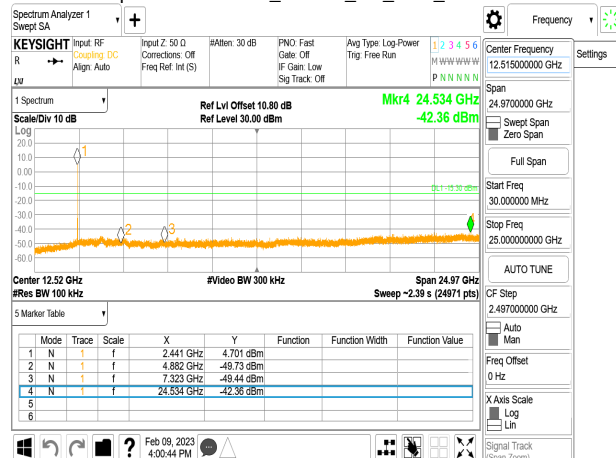 Spectrum Analyzer 1
Swept SA
Frequency
KEYSIGHT
Input: RF
Input Z: 50 Ω
#Atten: 30 dB
PNO: Fast
Avg Type: Log-Power
1 2 3 4 5 6
R
Coupling: DC
Corrections: Off
Gate: Off
Trig: Free Run
Align: Auto
Freq Ref: Int (S)
IF Gain: Low
M W W W W W
Sig Track: Off
P N N N N N
LXI
Settings
Center Frequency
12.515000000 GHz
Span
24.9700000 GHz
Swept Span
Zero Span
Full Span
Start Freq
30.000000 MHz
Stop Freq
25.000000000 GHz
AUTO TUNE
CF Step
2.497000000 GHz
Auto
Man
Freq Offset
0 Hz
X Axis Scale
Log
Lin
Signal Track
(Span Zoom)
1 Spectrum
Ref Lvl Offset 10.80 dB
Mkr4 24.534 GHz
Scale/Div 10 dB
Ref Level 30.00 dBm
-42.36 dBm
Log
20.0
10.0
0.00
-10.0
-20.0
-30.0
-40.0
-50.0
-60.0
1
2
3
Center 12.52 GHz
#Video BW 300 kHz
Span 24.97 GHz
#Res BW 100 kHz
Sweep ~2.39 s (24971 pts)
5 Marker Table
Mode Trace Scale X Y Function Function Width Function Value
1 N 1 f 2.441 GHz 4.701 dBm
2 N 1 f 4.882 GHz -49.73 dBm
3 N 1 f 7.323 GHz -49.44 dBm
4 N 1 f 24.534 GHz -42.36 dBm
5
6
?
Feb 09, 2023
4:00:44 PM